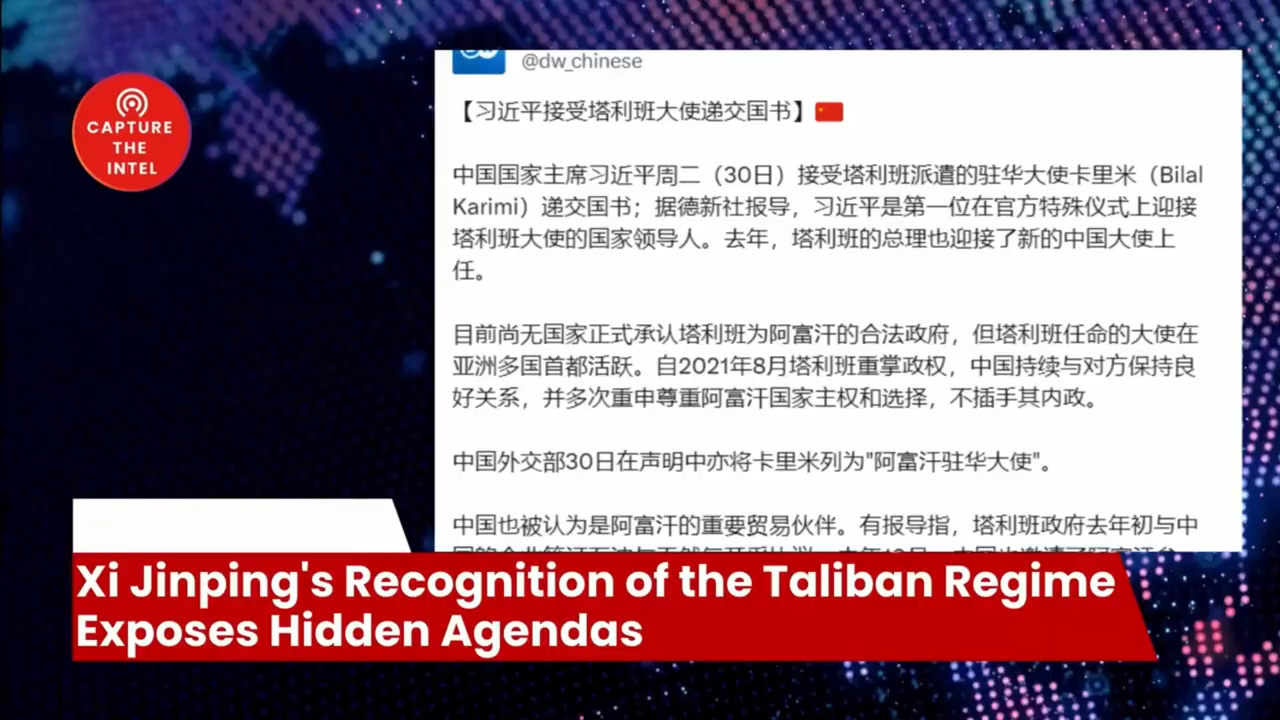 @dw_chinese
CAPTURE
THE
INTEL
【习近平接受塔利班大使递交国书】
中国国家主席习近平周二（30日）接受塔利班派遣的驻华大使卡里米（Bilal
Karimi）递交国书；据德新社报导，习近平是第一位在官方特殊仪式上迎接
塔利班大使的国家领导人。去年，塔利班的总理也迎接了新的中国大使上
任。
目前尚无国家正式承认塔利班为阿富汗的合法政府，但塔利班任命的大使在
亚洲多国首都活跃。自2021年8月塔利班重掌政权，中国持续与对方保持良
好关系，并多次重申尊重阿富汗国家主权和选择，不插手其内政。
中国外交部30日在声明中亦将卡里米列为"阿富汗驻华大使"。
中国也被认为是阿富汗的重要贸易伙伴。有报导指，塔利班政府去年初与中
Xi Jinping's Recognition of the Taliban Regime
Exposes Hidden Agendas